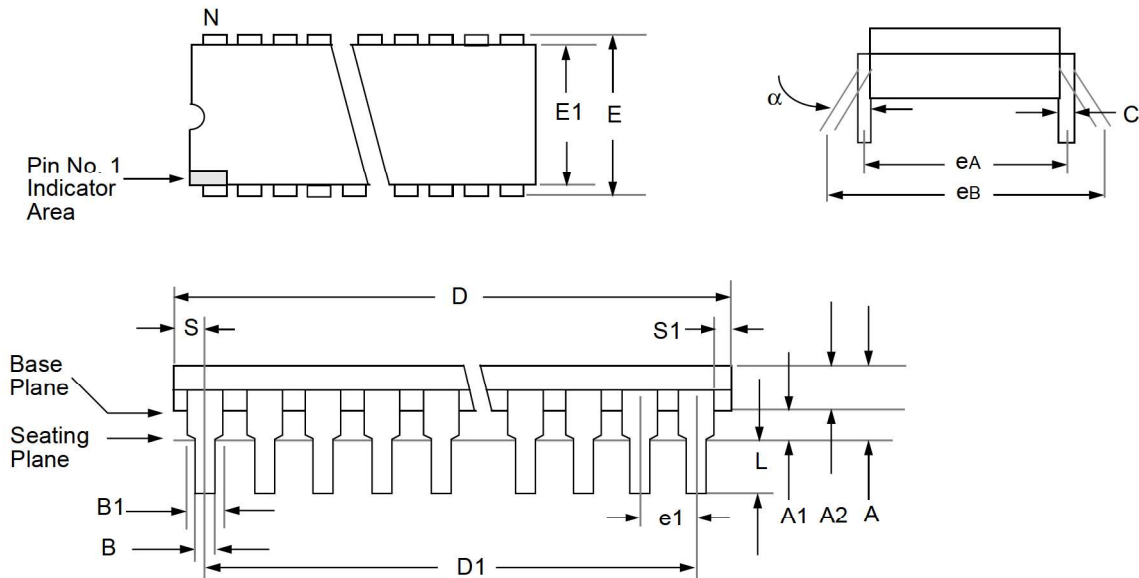 N
E1
E
Pin No. 1
Indicator
Area
α
C
eA
eB
D
S
S1
Base
Plane
Seating
Plane
L
B1
e1
A1
A2
A
B
D1